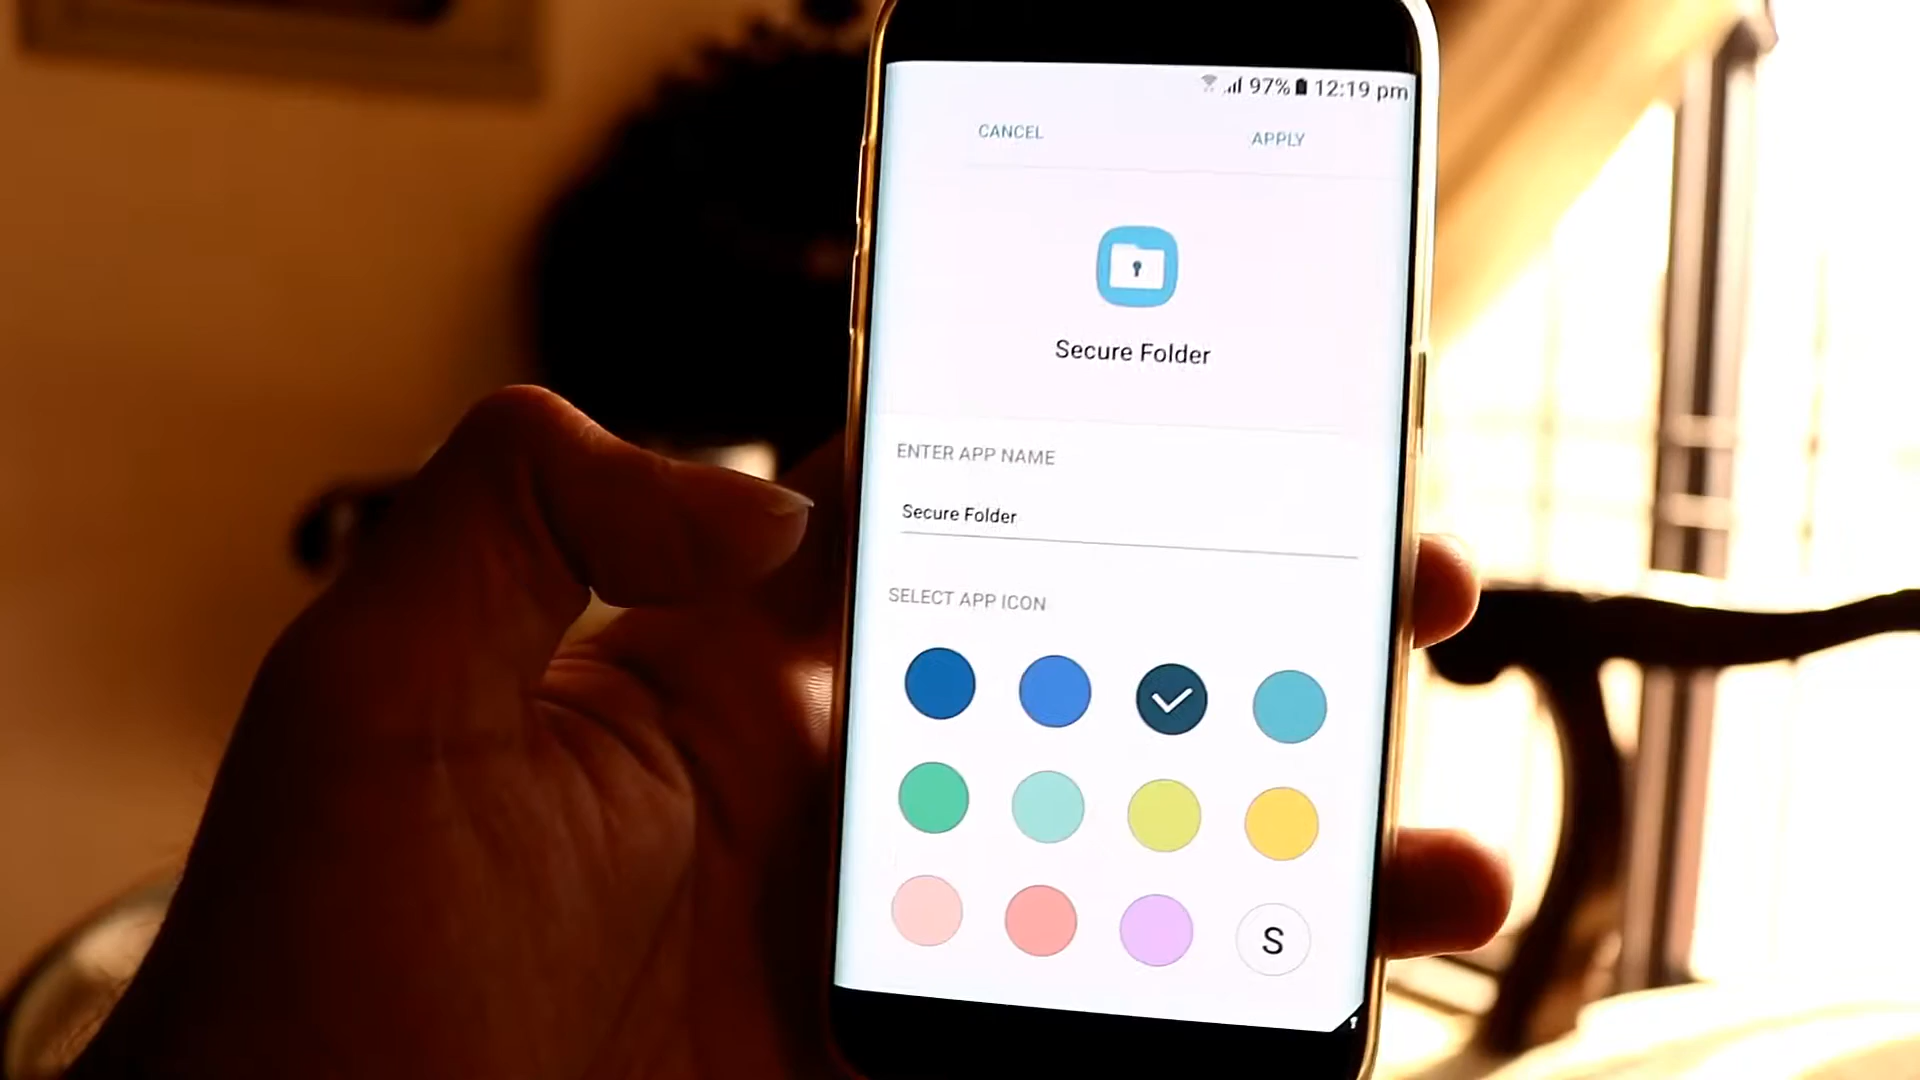 97% 12:19 pm
CANCEL APPLY
Secure Folder
ENTER APP NAME
Secure Folder
SELECT APP ICON
S